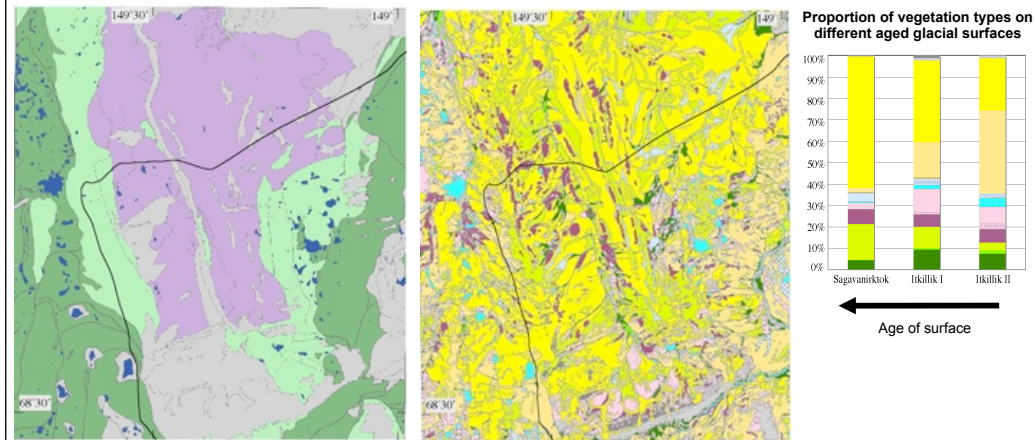 149°30'
149°
68°30'
149°30'
149°
68°30'
Proportion of vegetation types on
different aged glacial surfaces
100%
90%
80%
70%
60%
50%
40%
30%
20%
10%
0%
Sagavanirktok
Itkillik I
Itkillik II
Age of surface